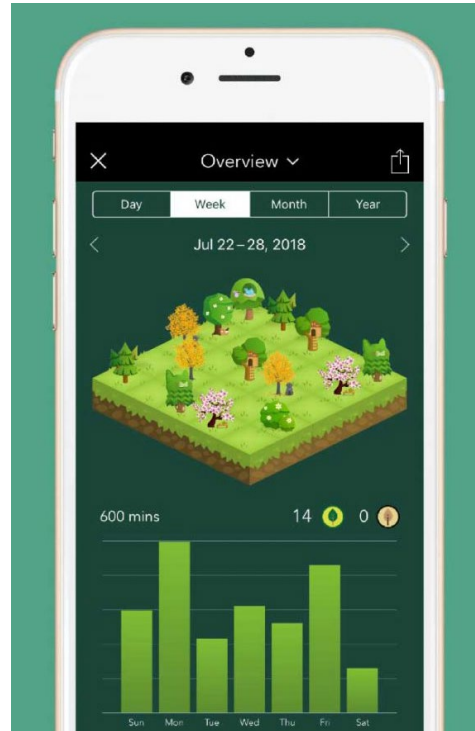 Overview
Day Week Month Year
Jul 22 – 28, 2018
600 mins 14 0
Sun Mon Tue Wed Thu Fri Sat